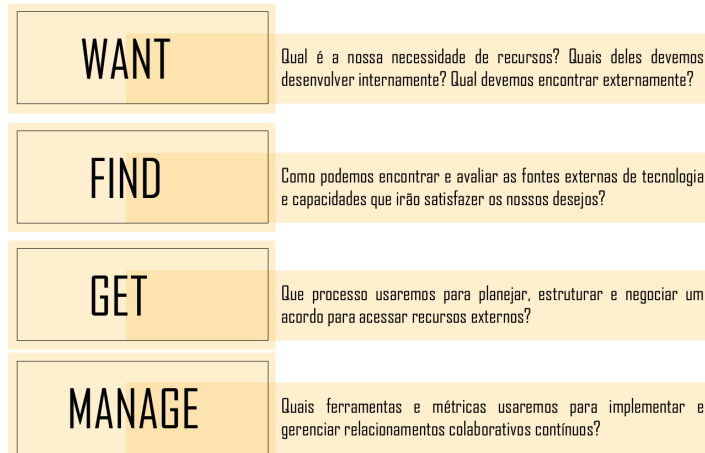 WANT
Qual é a nossa necessidade de recursos? Quais deles devemos
desenvolver internamente? Qual devemos encontrar externamente?
FIND
Como podemos encontrar e avaliar as fontes externas de tecnologia
e capacidades que irão satisfazer os nossos desejos?
GET
Que processo usaremos para planejar, estruturar e negociar um
acordo para acessar recursos externos?
MANAGE
Quais ferramentas e métricas usaremos para implementar e
gerenciar relacionamentos colaborativos contínuos?